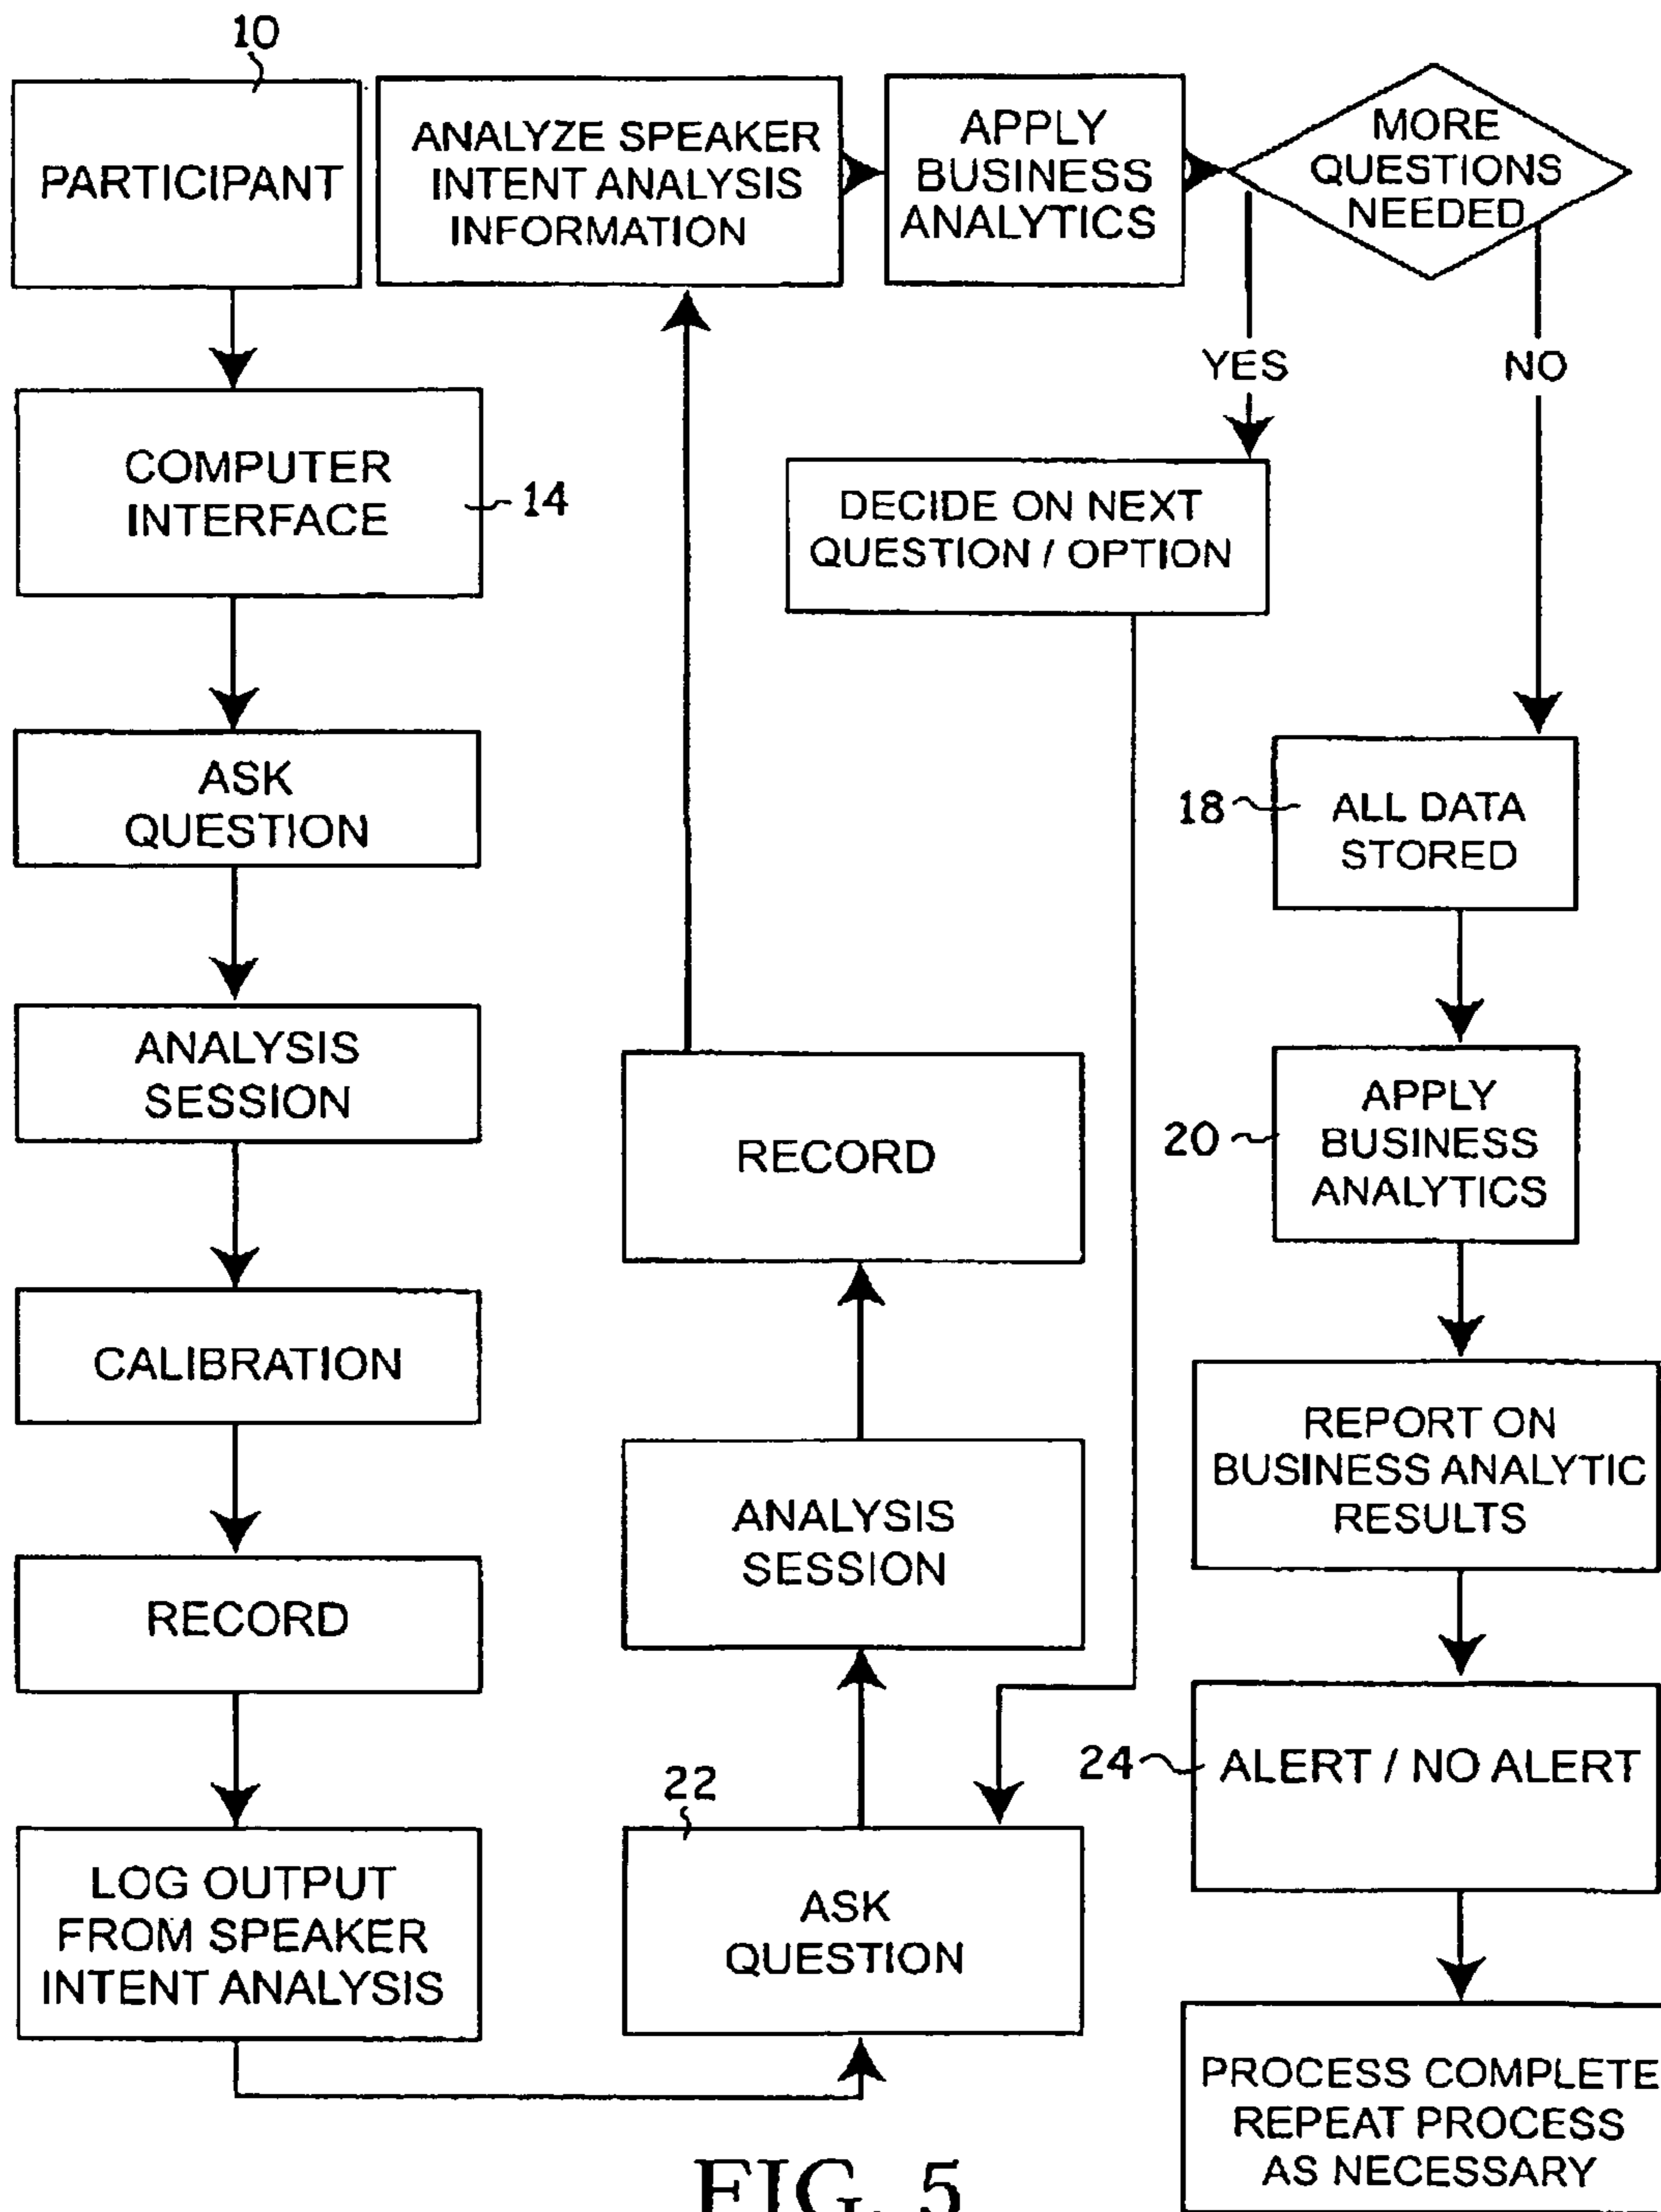 10
PARTICIPANT
COMPUTER
INTERFACE
14
ASK
QUESTION
ANALYSIS
SESSION
CALIBRATION
RECORD
LOG OUTPUT
FROM SPEAKER
INTENT ANALYSIS
22
ASK
QUESTION
ANALYSIS
SESSION
RECORD
ANALYZE SPEAKER
INTENT ANALYSIS
INFORMATION
APPLY
BUSINESS
ANALYTICS
MORE
QUESTIONS
NEEDED
YES
NO
DECIDE ON NEXT
QUESTION / OPTION
18
ALL DATA
STORED
20
APPLY
BUSINESS
ANALYTICS
REPORT ON
BUSINESS ANALYTIC
RESULTS
24
ALERT / NO ALERT
PROCESS COMPLETE
REPEAT PROCESS
AS NECESSARY
FIG. 5